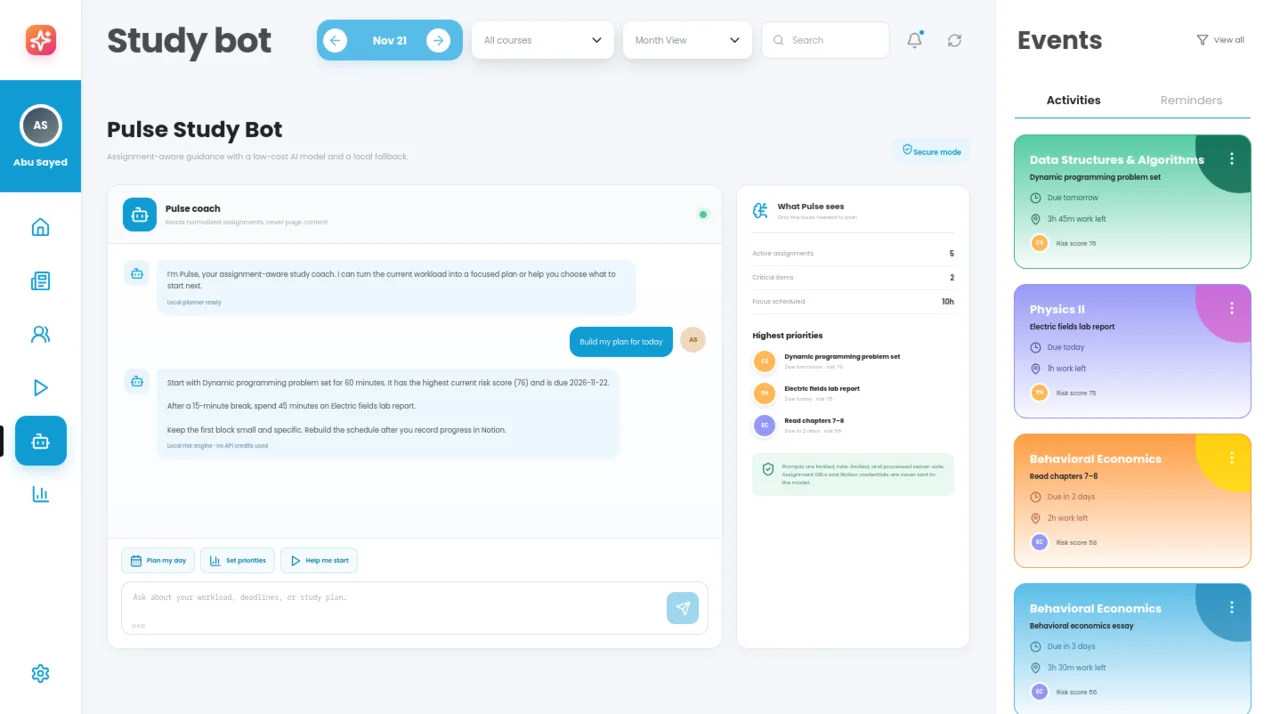 Study bot
Nov 21
All courses
Month View
Search
AS
Abu Sayed
Pulse Study Bot
Assignment-aware guidance with a low-cost AI model and a local fallback.
Secure mode
Pulse coach
Reads normalized assignments, never page content
I'm Pulse, your assignment-aware study coach. I can turn the current workload into a focused plan or help you choose what to
start next.
Local planner ready
Build my plan for today
AS
Start with Dynamic programming problem set for 60 minutes. It has the highest current risk score (76) and is due 2026-11-22.
After a 15-minute break, spend 45 minutes on Electric fields lab report.
Keep the first block small and specific. Rebuild the schedule after you record progress in Notion.
Local risk engine · no API credits used
Plan my day
Set priorities
Help me start
Ask about your workload, deadlines, or study plan…
What Pulse sees
Only the fields needed to plan
Active assignments 5
Critical items 2
Focus scheduled 10h
Highest priorities
CS
Dynamic programming problem set
Due tomorrow · risk 76
PH
Electric fields lab report
Due today · risk 75
EC
Read chapters 7–8
Due in 2 days · risk 58
Prompts are limited, rate-limited, and processed server-side.
Assignment URLs and Notion credentials are never sent to
the model.
Events
View all
Activities
Reminders
Data Structures & Algorithms
Dynamic programming problem set
Due tomorrow
3h 45m work left
CS
Risk score 76
Physics II
Electric fields lab report
Due today
1h work left
PH
Risk score 75
Behavioral Economics
Read chapters 7–8
Due in 2 days
2h work left
EC
Risk score 58
Behavioral Economics
Behavioral economics essay
Due in 3 days
3h 30m work left
EC
Risk score 56